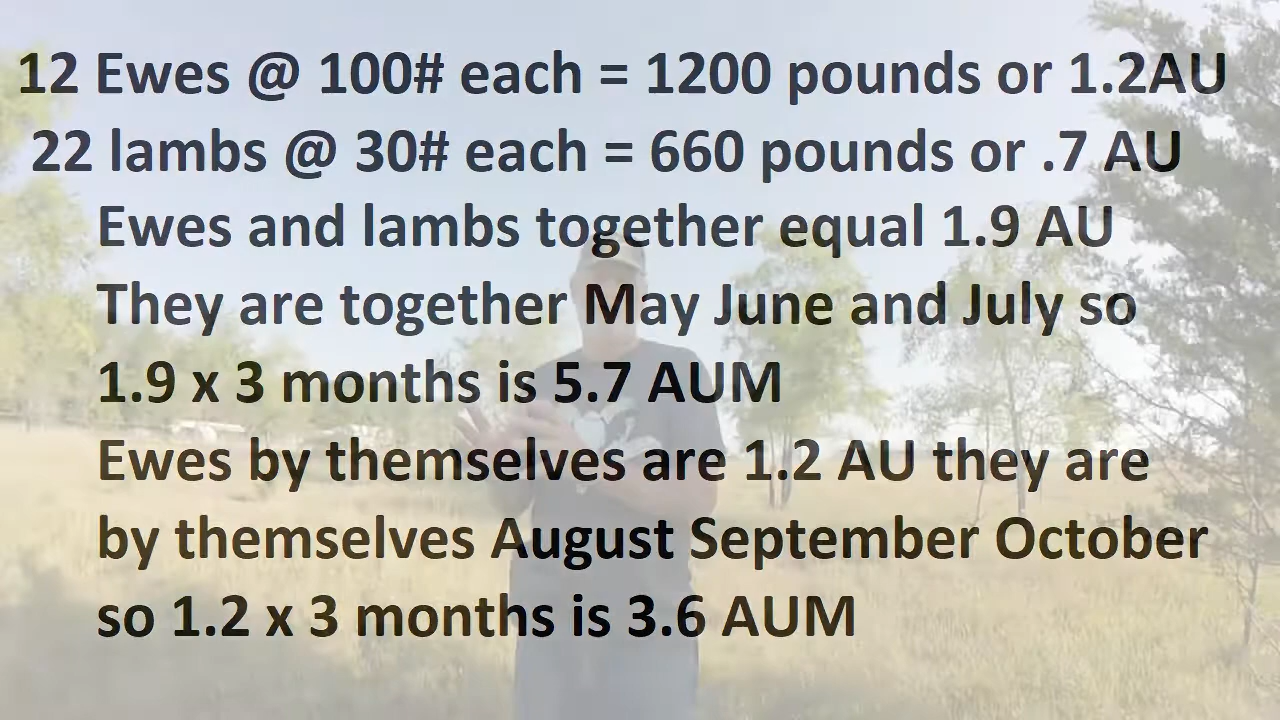 12 Ewes @ 100# each = 1200 pounds or 1.2AU
22 lambs @ 30# each = 660 pounds or .7 AU
Ewes and lambs together equal 1.9 AU
They are together May June and July so
1.9 x 3 months is 5.7 AUM
Ewes by themselves are 1.2 AU they are
by themselves August September October
so 1.2 x 3 months is 3.6 AUM